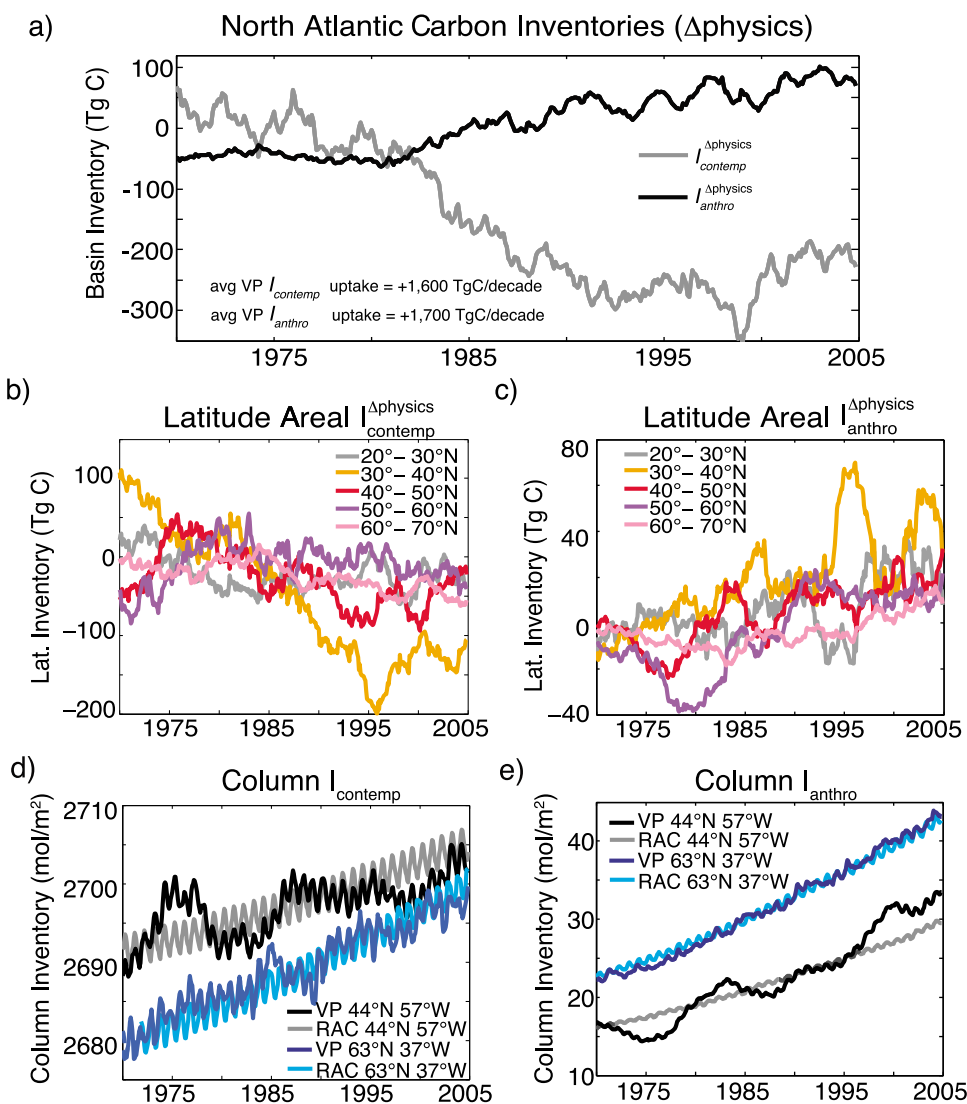 a)
North Atlantic Carbon Inventories (Δphysics)
Basin Inventory (Tg C)
100
0
-100
-200
-300
I contemp Δphysics
I anthro Δphysics
avg VP I contemp uptake = +1,600 TgC/decade
avg VP I anthro uptake = +1,700 TgC/decade
1975 1985 1995 2005
b)
Latitude Areal I contemp Δphysics
Lat. Inventory (Tg C)
100
0
−100
−200
20°− 30°N
30°− 40°N
40°− 50°N
50°− 60°N
60°− 70°N
1975 1985 1995 2005
c)
Latitude Areal I anthro Δphysics
Lat. Inventory (Tg C)
80
40
0
−40
20°− 30°N
30°− 40°N
40°− 50°N
50°− 60°N
60°− 70°N
1975 1985 1995 2005
d)
Column I contemp
Column Inventory (mol/m²)
2710
2700
2690
2680
VP 44°N 57°W
RAC 44°N 57°W
VP 63°N 37°W
RAC 63°N 37°W
1975 1985 1995 2005
e)
Column I anthro
Column Inventory (mol/m²)
40
30
20
10
VP 44°N 57°W
RAC 44°N 57°W
VP 63°N 37°W
RAC 63°N 37°W
1975 1985 1995 2005